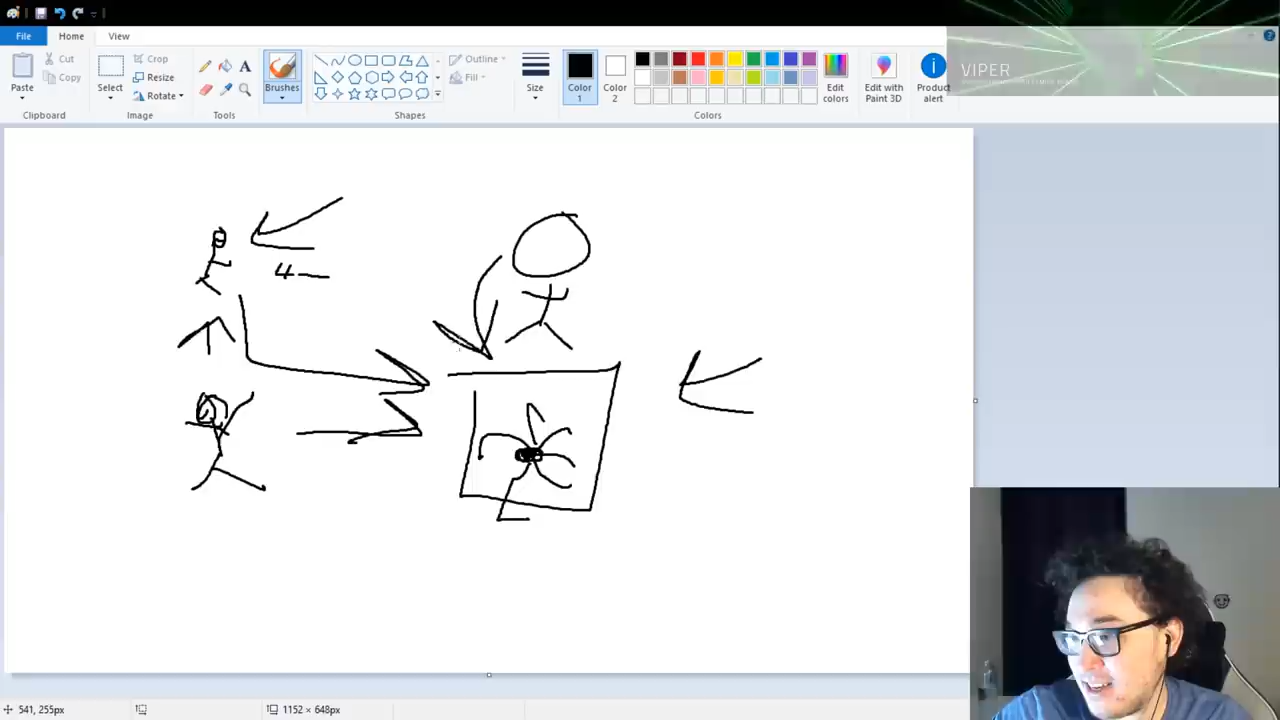 File
Home
View
Cut
Copy
Paste
Clipboard
Crop
Resize
Rotate
Select
Image
Tools
Brushes
Outline
Fill
Shapes
Size
Color 1
Color 2
Edit colors
Colors
Edit with Paint 3D
Product alert
VIPER
4
541, 255px
1152 × 648px